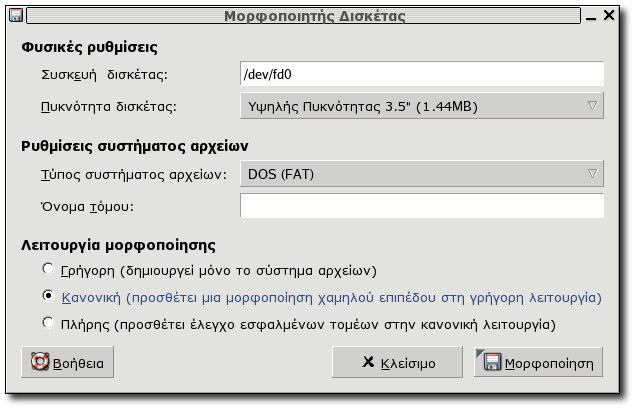 Μορφοποιητής Δισκέτας
Φυσικές ρυθμίσεις
Συσκευή δισκέτας: /dev/fd0
Πυκνότητα δισκέτας: Υψηλής Πυκνότητας 3.5" (1.44MB)
Ρυθμίσεις συστήματος αρχείων
Τύπος συστήματος αρχείων: DOS (FAT)
Όνομα τόμου:
Λειτουργία μορφοποίησης
Γρήγορη (δημιουργεί μόνο το σύστημα αρχείων)
Κανονική (προσθέτει μια μορφοποίηση χαμηλού επιπέδου στη γρήγορη λειτουργία)
Πλήρης (προσθέτει έλεγχο εσφαλμένων τομέων στην κανονική λειτουργία)
Βοήθεια Κλείσιμο Μορφοποίηση